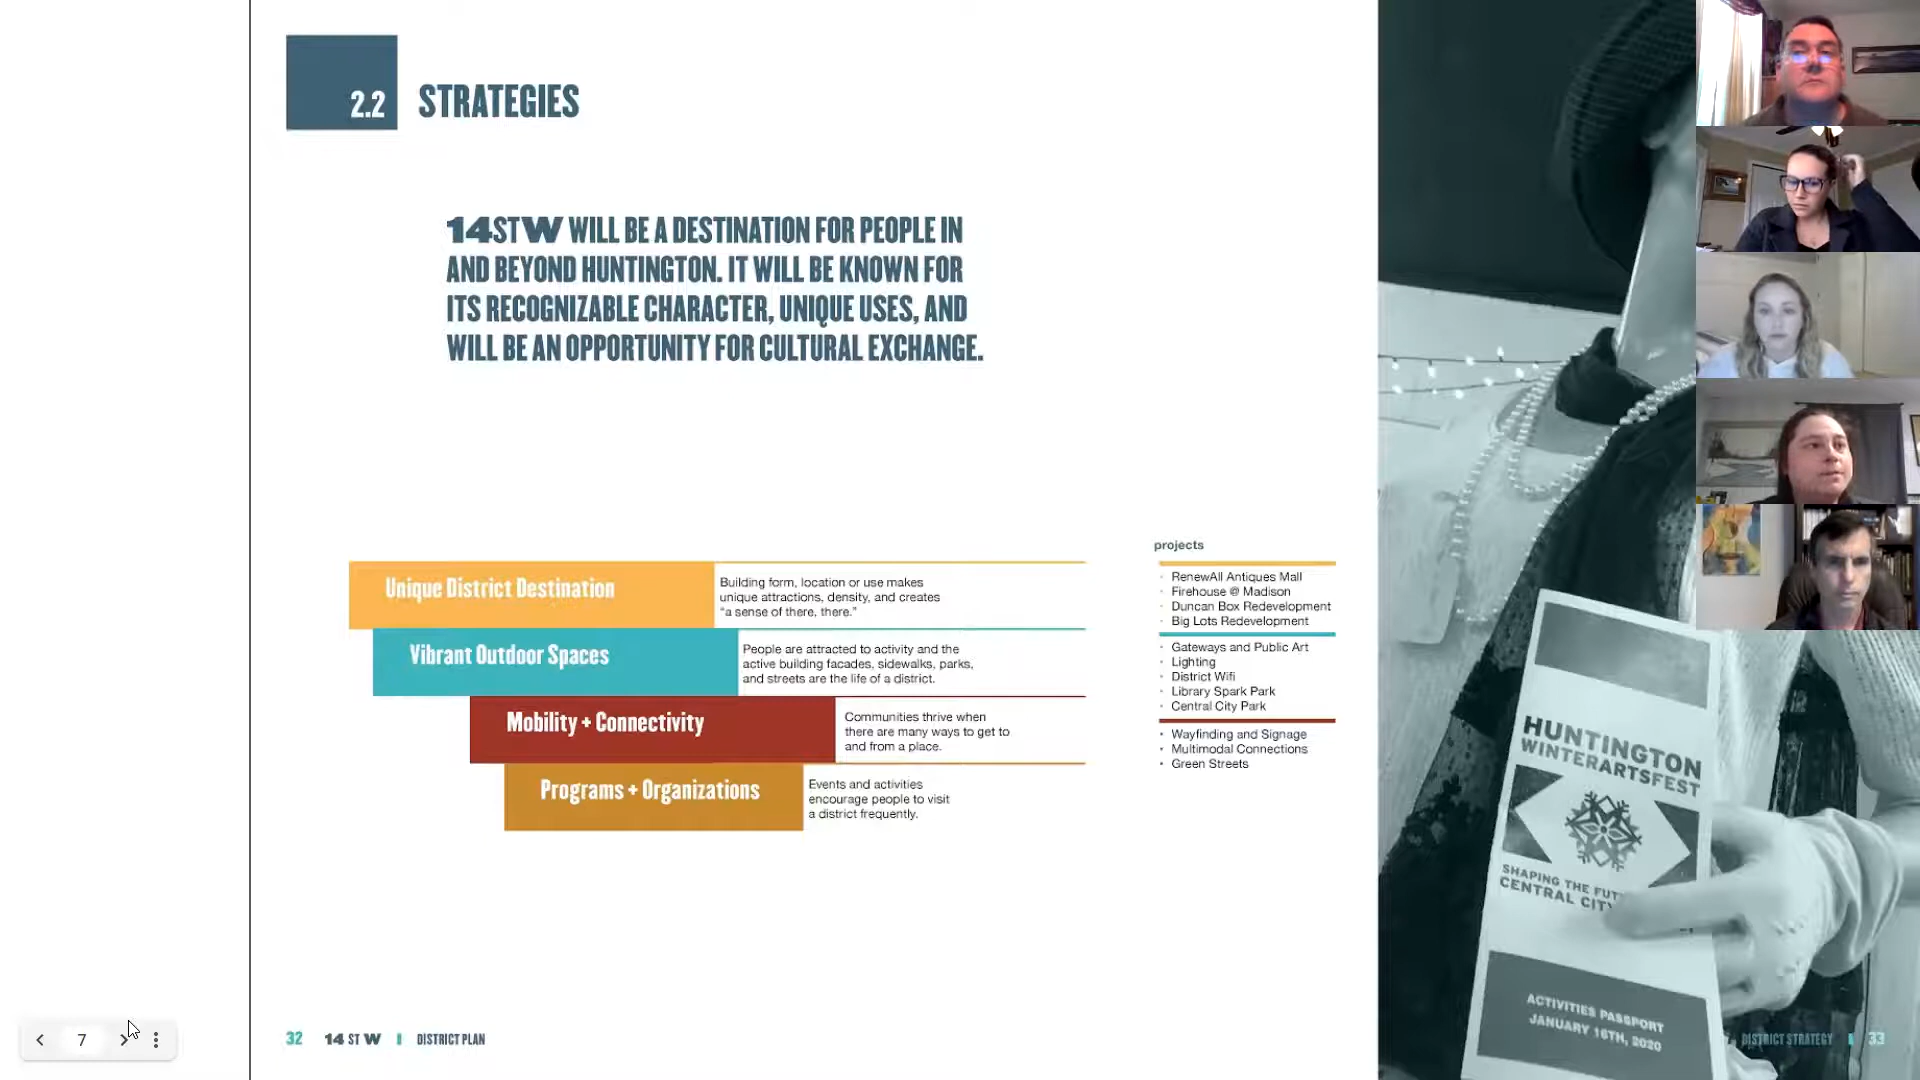 2.2 STRATEGIES
14STW WILL BE A DESTINATION FOR PEOPLE IN
AND BEYOND HUNTINGTON. IT WILL BE KNOWN FOR
ITS RECOGNIZABLE CHARACTER, UNIQUE USES, AND
WILL BE AN OPPORTUNITY FOR CULTURAL EXCHANGE.
Unique District Destination
Building form, location or use makes
unique attractions, density, and creates
“a sense of there, there.”
Vibrant Outdoor Spaces
People are attracted to activity and the
active building facades, sidewalks, parks,
and streets are the life of a district.
Mobility + Connectivity
Communities thrive when
there are many ways to get to
and from a place.
Programs + Organizations
Events and activities
encourage people to visit
a district frequently.
projects
· RenewAll Antiques Mall
· Firehouse @ Madison
· Duncan Box Redevelopment
· Big Lots Redevelopment
· Gateways and Public Art
· Lighting
· District Wifi
· Library Spark Park
· Central City Park
• Wayfinding and Signage
• Multimodal Connections
• Green Streets
HUNTINGTON
WINTERARTSFEST
SHAPING THE FUT
CENTRAL CITY
ACTIVITIES PASSPORT
JANUARY 16TH, 2020
7
32 14 ST W DISTRICT PLAN
DISTRICT STRATEGY 33